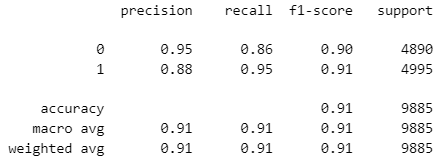 precision recall f1-score support
0 0.95 0.86 0.90 4890
1 0.88 0.95 0.91 4995
accuracy 0.91 9885
macro avg 0.91 0.91 0.91 9885
weighted avg 0.91 0.91 0.91 9885